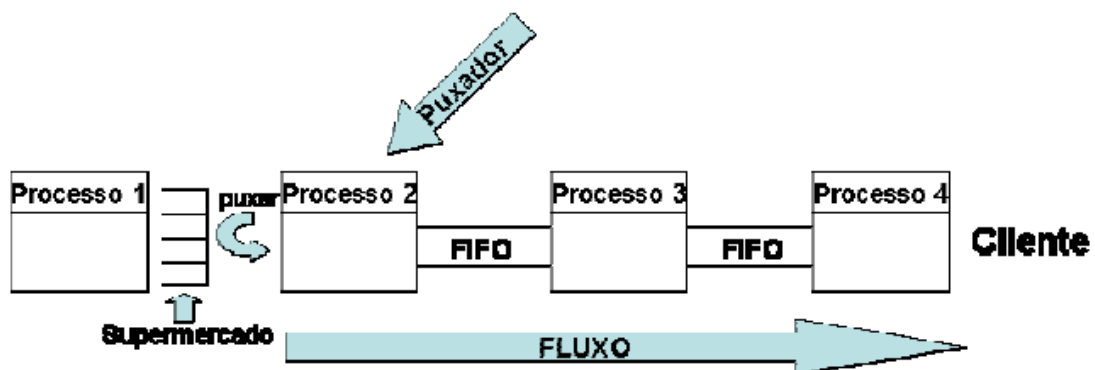 Puxador
Processo 1
puxar
Processo 2
Processo 3
Processo 4
FIFO
FIFO
Cliente
Supermercado
FLUXO